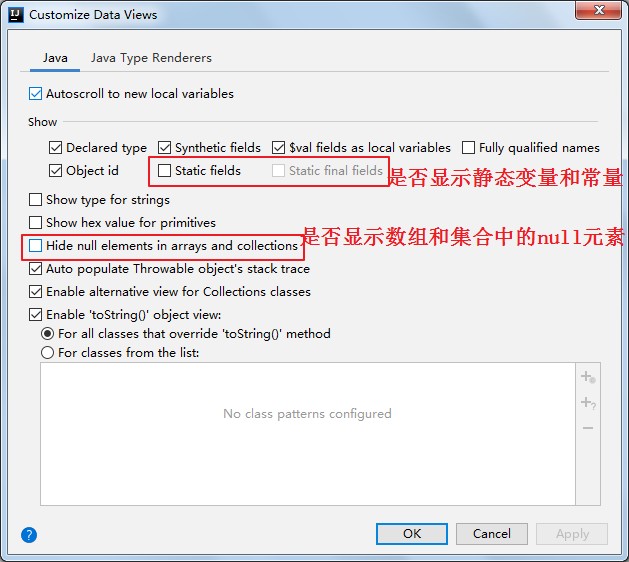 Customize Data Views
Java Java Type Renderers
Autoscroll to new local variables
Show
Declared type Synthetic fields $val fields as local variables Fully qualified names
Object id Static fields Static final fields 是否显示静态变量和常量
Show type for strings
Show hex value for primitives
Hide null elements in arrays and collections 是否显示数组和集合中的null元素
Auto populate Throwable object's stack trace
Enable alternative view for Collections classes
Enable 'toString()' object view:
For all classes that override 'toString()' method
For classes from the list:
No class patterns configured
? OK Cancel Apply